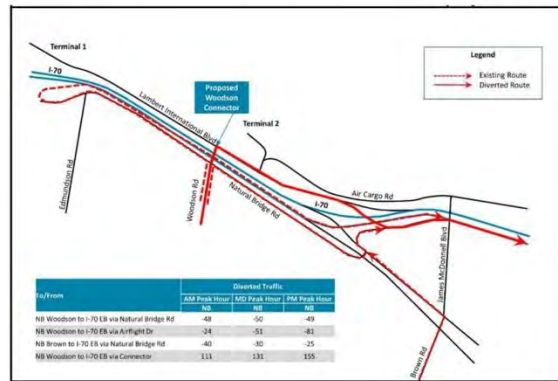 Terminal 1
I-70
Lambert International Blvd
Proposed
Woodson
Connector
Terminal 2
Legend
Existing Route
Diverted Route
Edmundson Rd
Woodson Rd
Natural Bridge Rd
Air Cargo Rd
I-70
James McDonnell Blvd
Brown Rd
To/From Diverted Traffic
AM Peak Hour MD Peak Hour PM Peak Hour
NB NB NB
NB Woodson to I-70 EB via Natural Bridge Rd -48 -50 -49
NB Woodson to I-70 EB via Airflight Dr -24 -51 -81
NB Brown to I-70 EB via Natural Bridge Rd -40 -30 -25
NB Woodson to I-70 EB via Connector 111 131 155